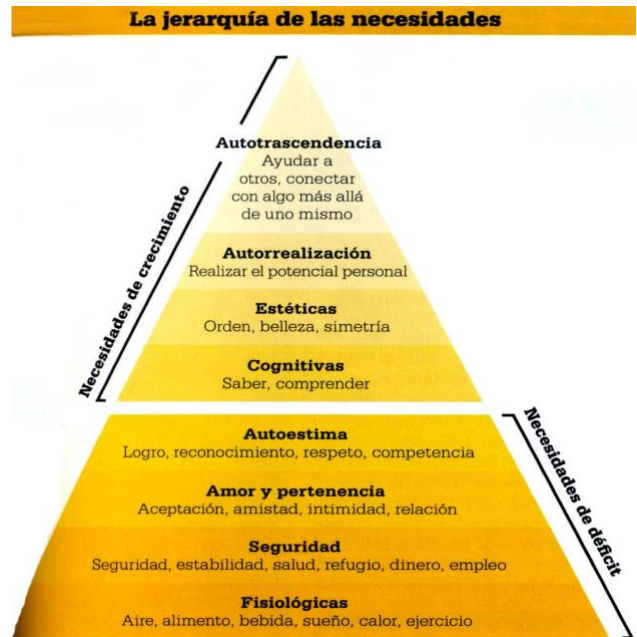 La jerarquía de las necesidades
Autotrascendencia
Ayudar a
otros, conectar
con algo más allá
de uno mismo
Autorrealización
Realizar el potencial personal
Estéticas
Orden, belleza, simetría
Cognitivas
Saber, comprender
Necesidades de crecimiento
Autoestima
Logro, reconocimiento, respeto, competencia
Amor y pertenencia
Aceptación, amistad, intimidad, relación
Seguridad
Seguridad, estabilidad, salud, refugio, dinero, empleo
Fisiológicas
Aire, alimento, bebida, sueño, calor, ejercicio
Necesidades de déficit